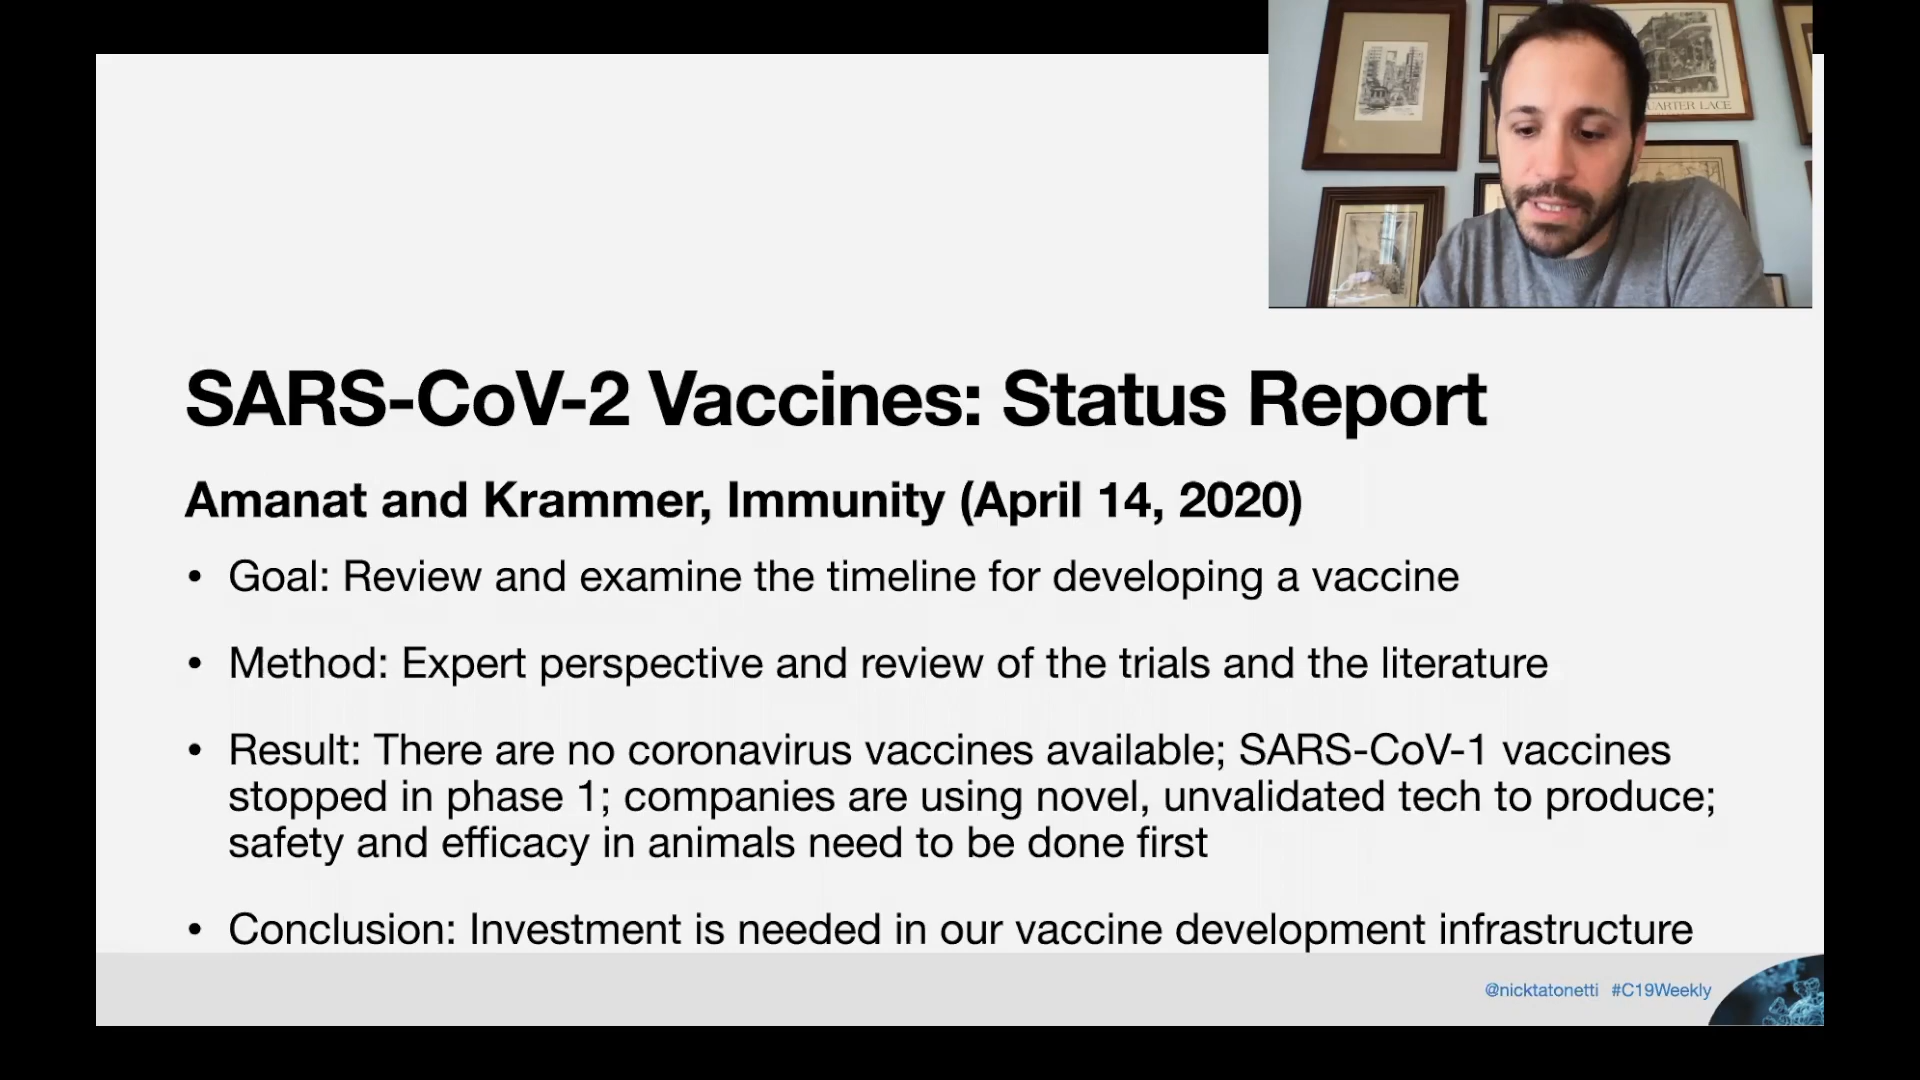 UARTER LACE
SARS-CoV-2 Vaccines: Status Report
Amanat and Krammer, Immunity (April 14, 2020)
• Goal: Review and examine the timeline for developing a vaccine
• Method: Expert perspective and review of the trials and the literature
• Result: There are no coronavirus vaccines available; SARS-CoV-1 vaccines
stopped in phase 1; companies are using novel, unvalidated tech to produce;
safety and efficacy in animals need to be done first
• Conclusion: Investment is needed in our vaccine development infrastructure
@nicktatonetti #C19Weekly